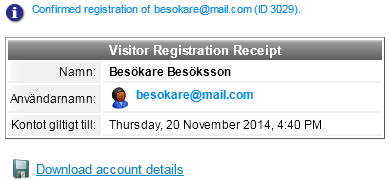 Confirmed registration of besokare@mail.com (ID 3029).
Visitor Registration Receipt
Namn: Besökare Besöksson
Användarnamn: besokare@mail.com
Kontot giltigt till: Thursday, 20 November 2014, 4:40 PM
Download account details